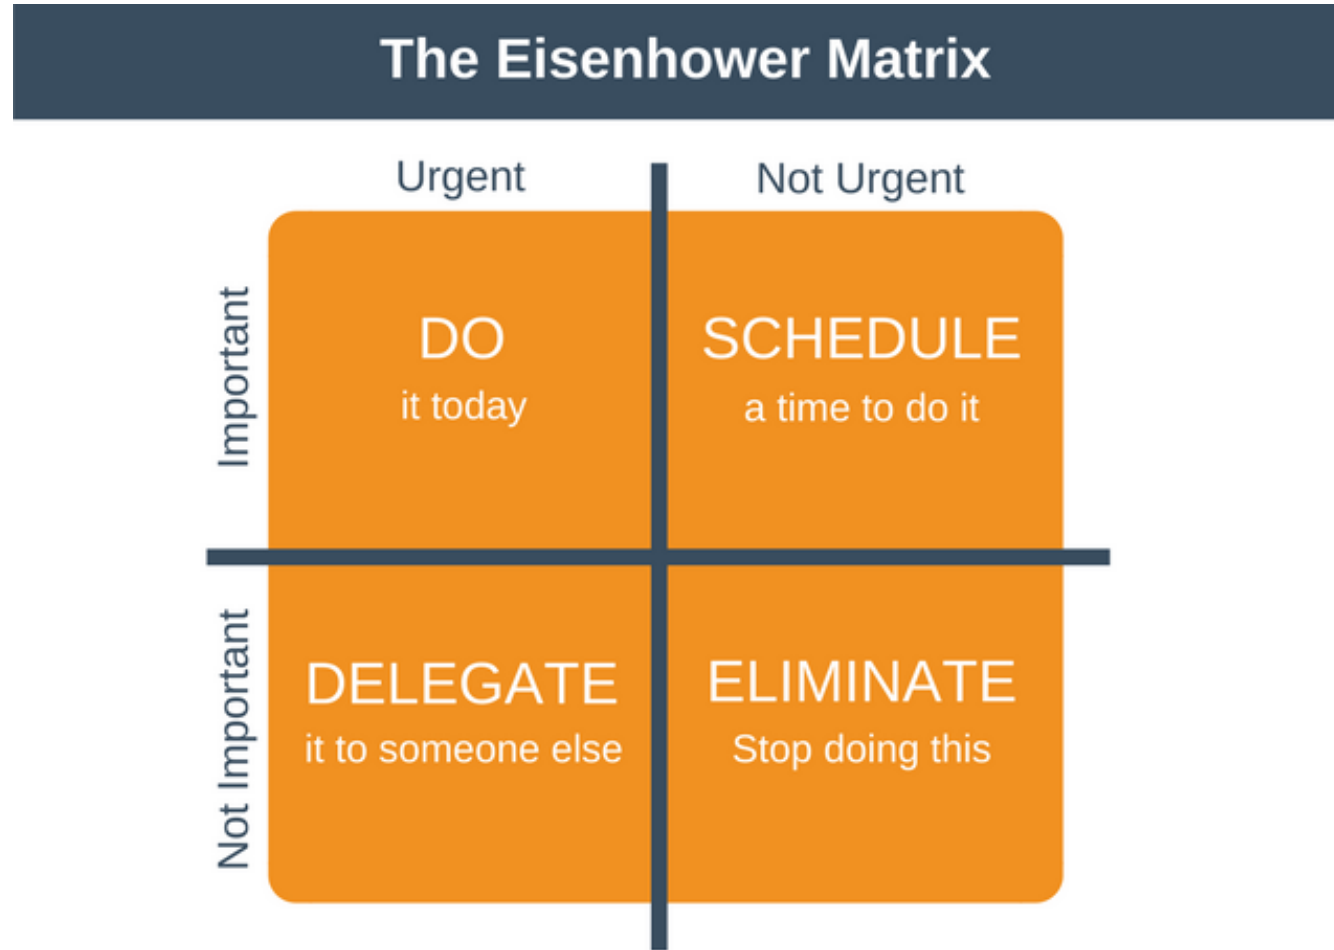 The Eisenhower Matrix
Urgent
Not Urgent
Important
DO
it today
SCHEDULE
a time to do it
Not Important
DELEGATE
it to someone else
ELIMINATE
Stop doing this